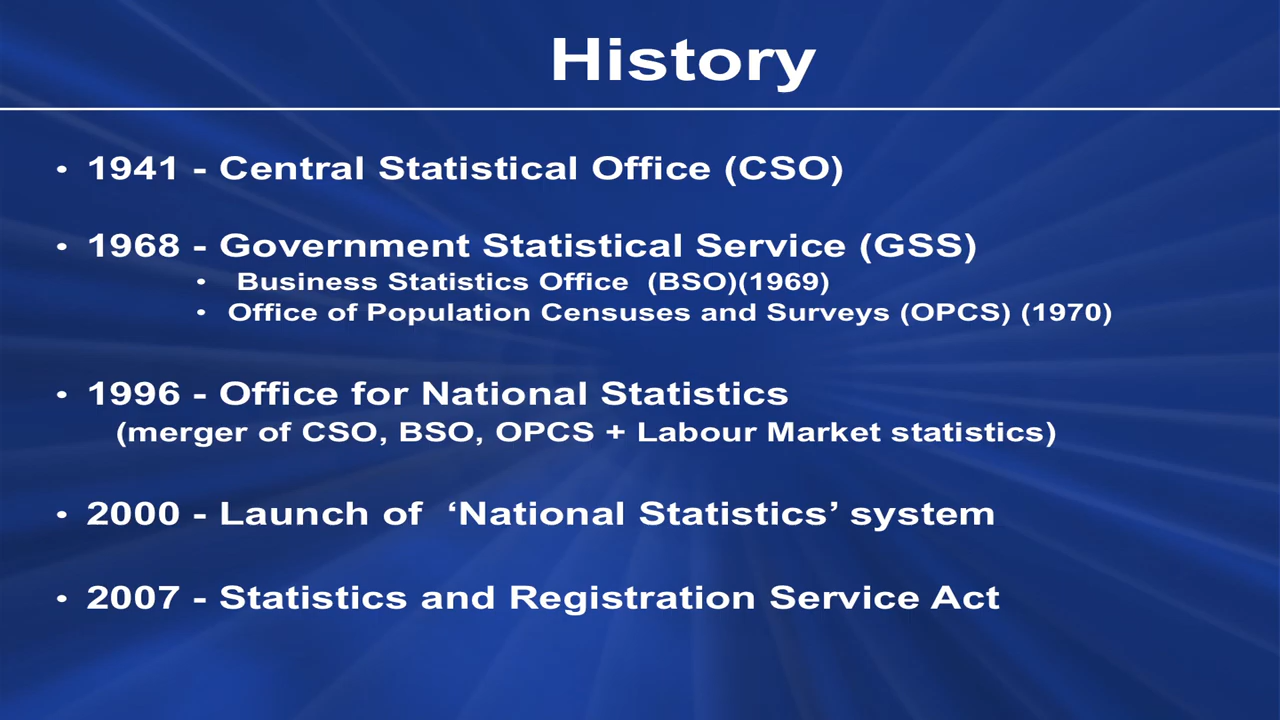 History
• 1941 - Central Statistical Office (CSO)
• 1968 - Government Statistical Service (GSS)
• Business Statistics Office (BSO)(1969)
• Office of Population Censuses and Surveys (OPCS) (1970)
• 1996 - Office for National Statistics
(merger of CSO, BSO, OPCS + Labour Market statistics)
• 2000 - Launch of ‘National Statistics’ system
• 2007 - Statistics and Registration Service Act